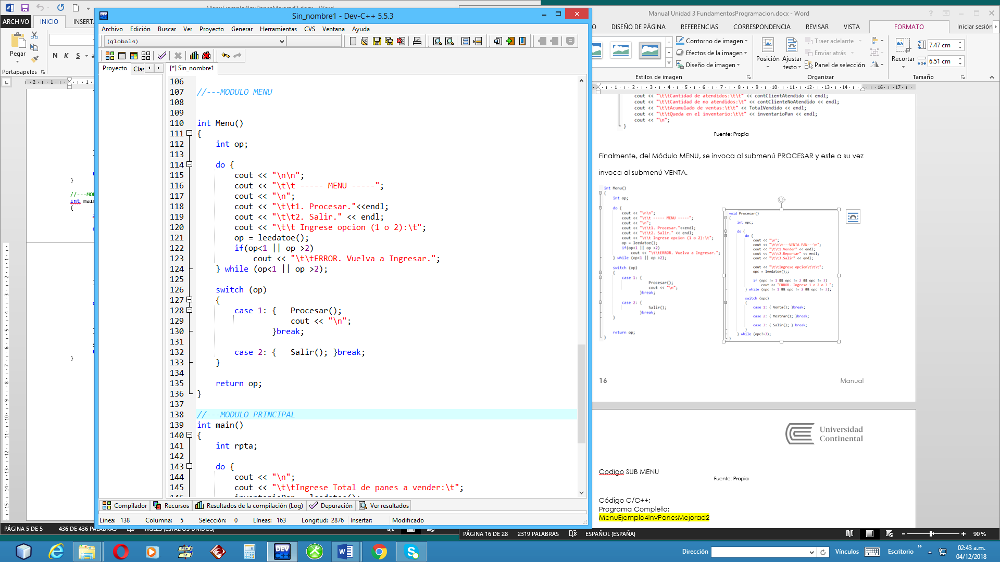 MenuEjemplo4InvPanesMejorad2.docx - Word
ARCHIVO
INICIO
INSERTA
Pegar
N K S
Portapapeles
Sin_nombre1 - Dev-C++ 5.5.3
Archivo Edición Buscar Ver Proyecto Generar Herramientas CVS Ventana Ayuda
(globals)
Proyecto
Clas
[*] Sin_nombre1
106
107 //---MODULO MENU
108
109
110 int Menu()
111 {
112 int op;
113
114 do {
115 cout << "\n\n";
116 cout << "\t\t ----- MENU -----";
117 cout << "\n";
118 cout << "\t\t1. Procesar."<<endl;
119 cout << "\t\t2. Salir." << endl;
120 cout << "\t\t Ingrese opcion (1 o 2):\t";
121 op = leedatoe();
122 if(op<1 || op >2)
123 cout << "\t\tERROR. Vuelva a Ingresar.";
124 } while (op<1 || op >2);
125
126 switch (op)
127 {
128 case 1: { Procesar();
129 cout << "\n";
130 }break;
131
132 case 2: { Salir(); }break;
133 }
134
135 return op;
136 }
137
138 //---MODULO PRINCIPAL
139 int main()
140 {
141 int rpta;
142
143 do {
144 cout << "\n";
145 cout << "\t\tIngrese Total de panes a vender:\t";
Compilador
Recursos
Resultados de la compilación (Log)
Depuración
Ver resultados
Línea: 138 Columna: 5 Selección: 0 Líneas: 163 Longitud: 2876 Insertar: Modificado
}
//---MOD
int mair
{
}
PÁGINA 5 DE 5 436 DE 436 PALABRAS INGLÉS (ESTADOS UNIDOS)
Manual Unidad 3 FundamentosProgramacion.docx - Word
DISEÑO DE PÁGINA REFERENCIAS CORRESPONDENCIA REVISAR VISTA FORMATO Iniciar sesión
Contorno de imagen
Efectos de la imagen
Diseño de imagen
Estilos de imagen
Posición
Ajustar texto
Traer adelante
Enviar atrás
Panel de selección
Organizar
Recortar
7.47 cm
6.51 cm
Tamaño
cout << "\t\tCantidad de atendidos:\t\t" << contClientAtendido << endl;
cout << "\t\tCantidad de no atendidos:\t" << contClienteNoAtendido << endl;
cout << "\t\tAcumulado de ventas:\t\t" << TotalVendido << endl;
cout << "\t\tQueda en el inventario:\t\t" << inventarioPan << endl;
cout << "\n";
}
Fuente: Propia
Finalmente, del Módulo MENU, se invoca al submenú PROCESAR y este a su vez
invoca al submenú VENTA.
int Menu()
{
int op;
do {
cout << "\n\n";
cout << "\t\t ----- MENU -----";
cout << "\n";
cout << "\t\t1. Procesar."<<endl;
cout << "\t\t2. Salir." << endl;
cout << "\t\t Ingrese opcion (1 o 2):\t";
op = leedatoe();
if(op<1 || op >2)
cout << "\t\tERROR. Vuelva a Ingresar.";
} while (op<1 || op >2);
switch (op)
{
case 1: {
Procesar();
cout << "\n";
}break;
case 2: {
Salir();
}break;
}
return op;
}
void Procesar()
{
int opc;
do {
do {
cout << "\n";
cout << "\t\t\t---VENTA PAN---\n";
cout << "\t\t1.Vender" << endl;
cout << "\t\t2.Reportar" << endl;
cout << "\t\t3.Salir" << endl;
cout << "\t\tIngrese opcion\t\t\t";
opc = leedatoe();;
if (opc != 1 && opc != 2 && opc != 3)
cout << "ERROR. Ingrese 1 o 2 o 3 ";
} while (opc != 1 && opc != 2 && opc != 3);
switch (opc)
{
case 1: { Venta(); }break;
case 2: { Mostrar(); }break;
case 3: { Salir(); } break;
}
} while (opc!=3);
}
16
Manual
Universidad
Continental
Codigo SUB MENU
Fuente: Propia
Código C/C++:
Programa Completo:
MenuEjemplo4InvPanesMejorad2
PÁGINA 16 DE 28 2319 PALABRAS ESPAÑOL (ESPAÑA) 90 %
Dirección
Vínculos
Escritorio
02:43 a.m.
04/12/2018